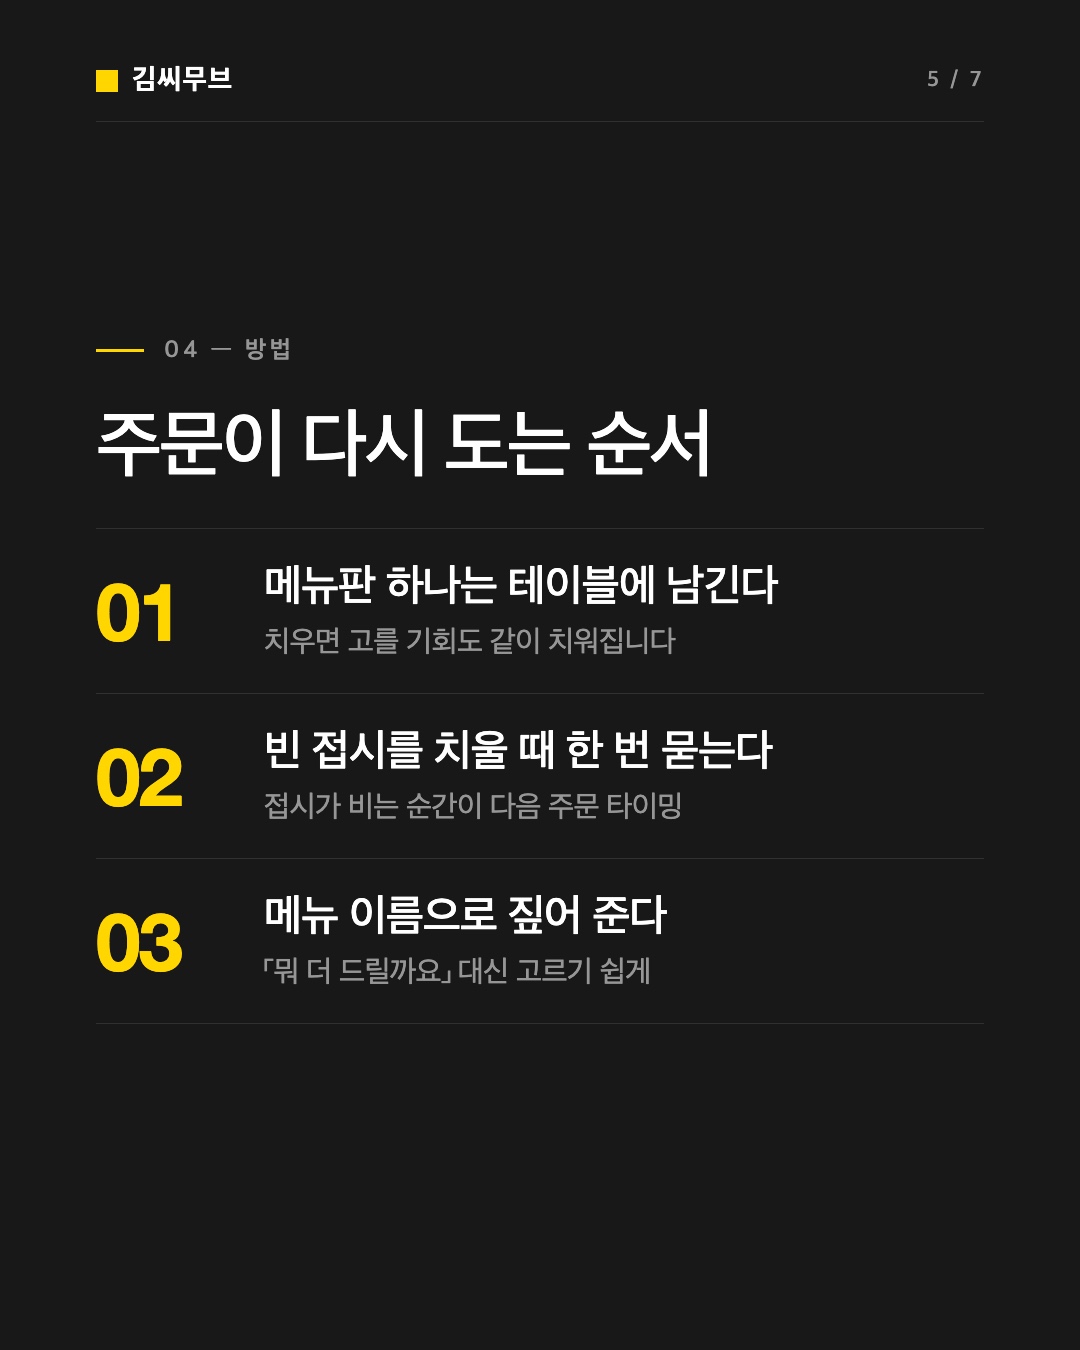 김씨무브
5 / 7
04 — 방법
주문이 다시 도는 순서
01
메뉴판 하나는 테이블에 남긴다
치우면 고를 기회도 같이 치워집니다
02
빈 접시를 치울 때 한 번 묻는다
접시가 비는 순간이 다음 주문 타이밍
03
메뉴 이름으로 짚어 준다
「뭐 더 드릴까요」 대신 고르기 쉽게